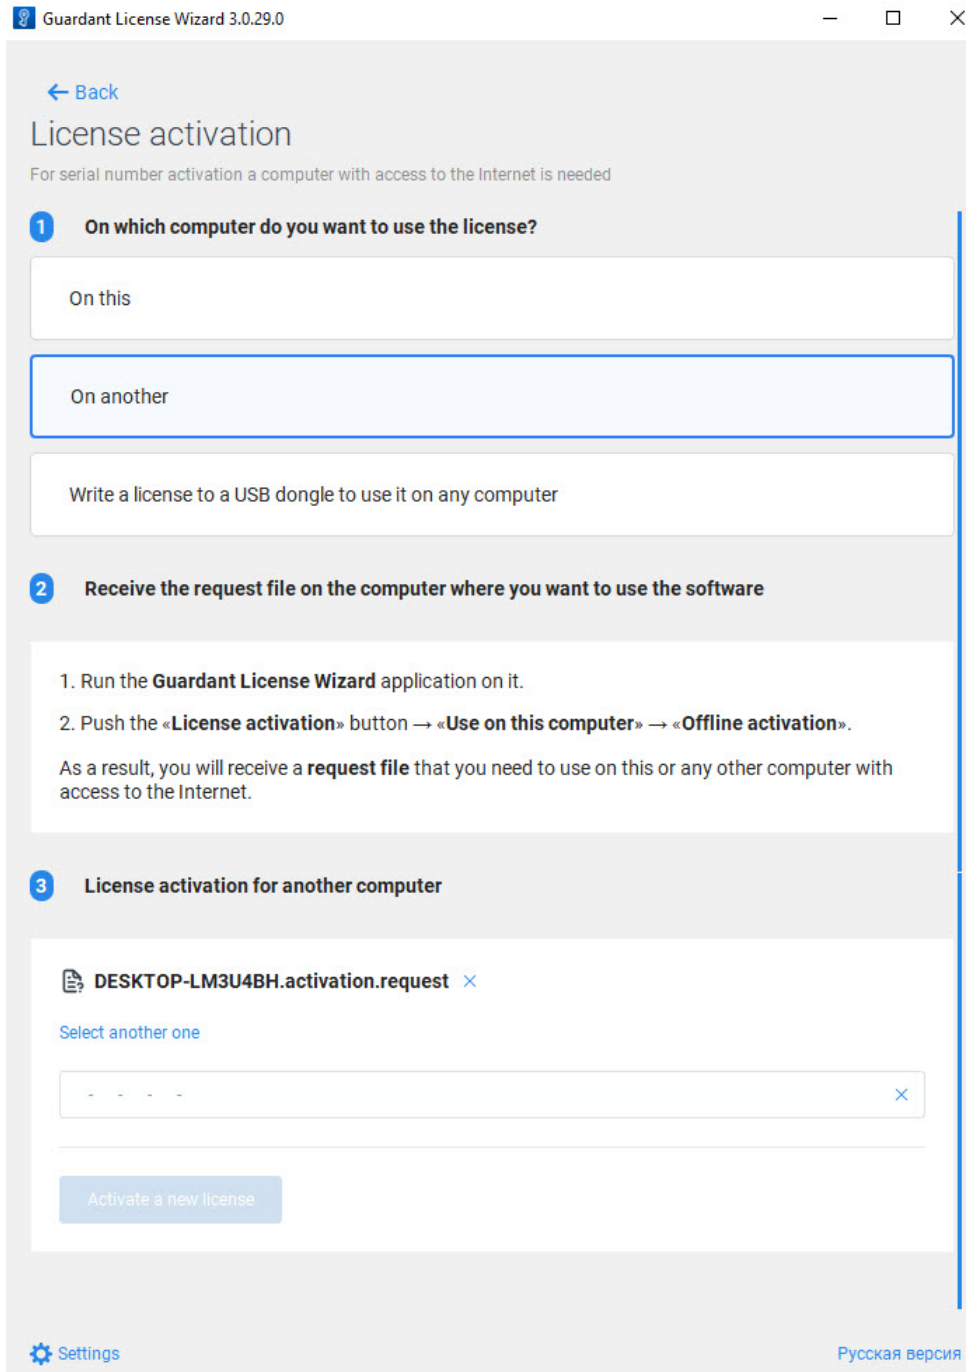 Guardant License Wizard 3.0.29.0
← Back
License activation
For serial number activation a computer with access to the Internet is needed
1 On which computer do you want to use the license?
On this
On another
Write a license to a USB dongle to use it on any computer
2 Receive the request file on the computer where you want to use the software
1. Run the Guardant License Wizard application on it.
2. Push the «License activation» button → «Use on this computer» → «Offline activation».
As a result, you will receive a request file that you need to use on this or any other computer with
access to the Internet.
3 License activation for another computer
DESKTOP-LM3U4BH.activation.request ×
Select another one
- - - - ×
Activate a new license
Settings
Русская версия